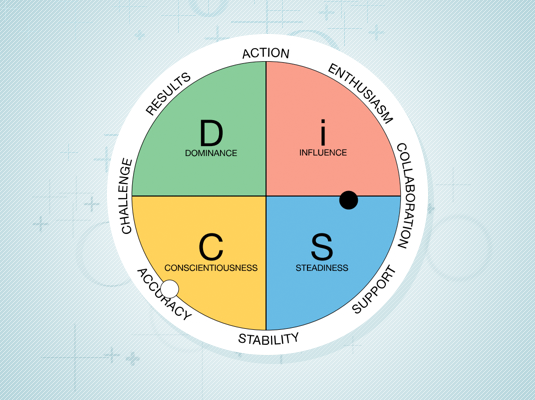 ACTION
RESULTS
ENTHUSIASM
D
DOMINANCE
i
INFLUENCE
CHALLENGE
COLLABORATION
C
CONSCIENTIOUSNESS
S
STEADINESS
ACCURACY
SUPPORT
STABILITY